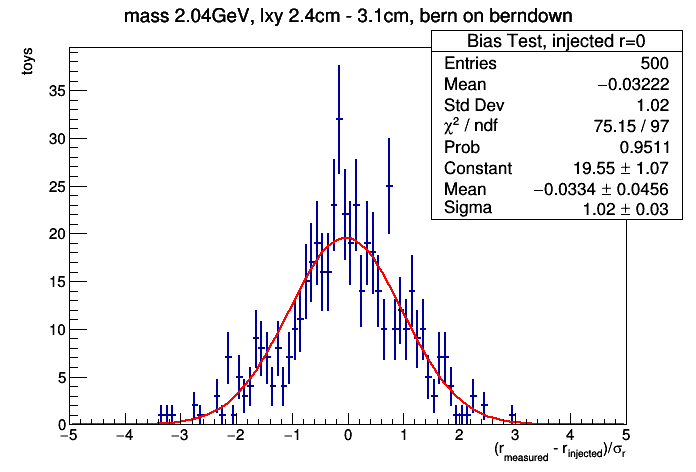 mass 2.04GeV, lxy 2.4cm - 3.1cm, bern on berndown
Bias Test, injected r=0
Entries 500
Mean −0.03222
Std Dev 1.02
χ² / ndf 75.15 / 97
Prob 0.9511
Constant 19.55 ± 1.07
Mean −0.0334 ± 0.0456
Sigma 1.02 ± 0.03
toys
35
30
25
20
15
10
5
0
−5 −4 −3 −2 −1 0 1 2 3 4 5
(r_measured - r_injected)/σ_r